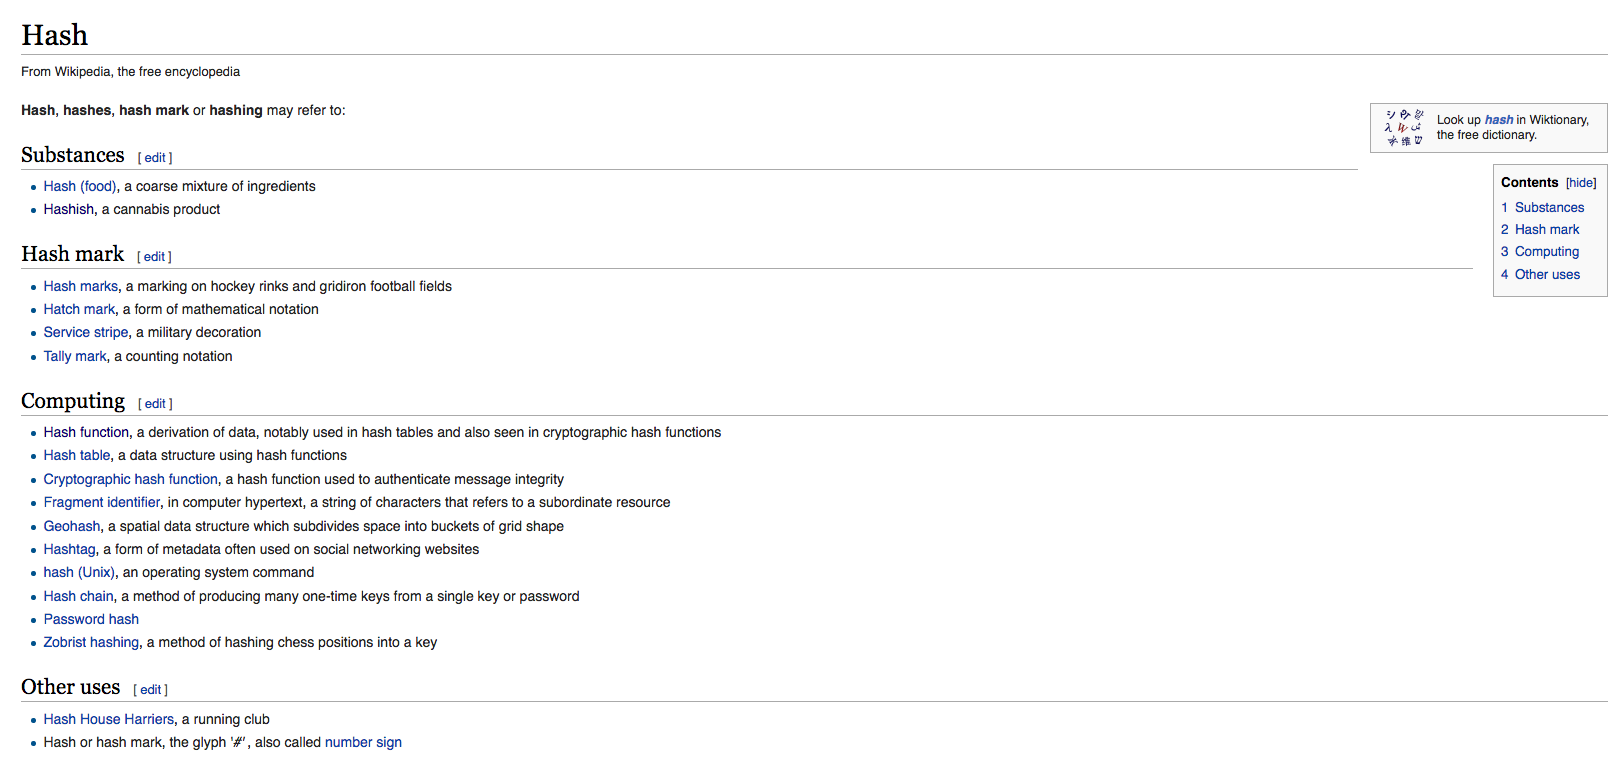 Hash
From Wikipedia, the free encyclopedia
Hash, hashes, hash mark or hashing may refer to:
Look up hash in Wiktionary,
the free dictionary.
Contents [hide]
1 Substances
2 Hash mark
3 Computing
4 Other uses
Substances [ edit ]
Hash (food), a coarse mixture of ingredients
Hashish, a cannabis product
Hash mark [ edit ]
Hash marks, a marking on hockey rinks and gridiron football fields
Hatch mark, a form of mathematical notation
Service stripe, a military decoration
Tally mark, a counting notation
Computing [ edit ]
Hash function, a derivation of data, notably used in hash tables and also seen in cryptographic hash functions
Hash table, a data structure using hash functions
Cryptographic hash function, a hash function used to authenticate message integrity
Fragment identifier, in computer hypertext, a string of characters that refers to a subordinate resource
Geohash, a spatial data structure which subdivides space into buckets of grid shape
Hashtag, a form of metadata often used on social networking websites
hash (Unix), an operating system command
Hash chain, a method of producing many one-time keys from a single key or password
Password hash
Zobrist hashing, a method of hashing chess positions into a key
Other uses [ edit ]
Hash House Harriers, a running club
Hash or hash mark, the glyph '#', also called number sign